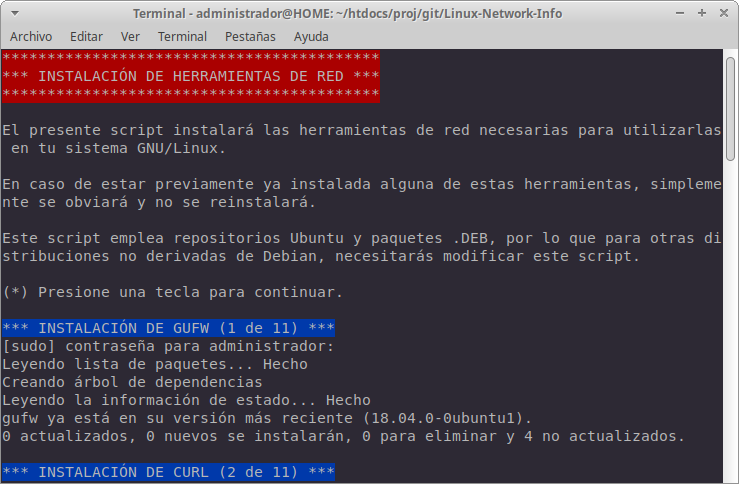 Terminal - administrador@HOME: ~/htdocs/proj/git/Linux-Network-Info
Archivo Editar Ver Terminal Pestañas Ayuda
******************************************
*** INSTALACIÓN DE HERRAMIENTAS DE RED ***
******************************************
El presente script instalará las herramientas de red necesarias para utilizarlas
en tu sistema GNU/Linux.
En caso de estar previamente ya instalada alguna de estas herramientas, simpleme
nte se obviará y no se reinstalará.
Este script emplea repositorios Ubuntu y paquetes .DEB, por lo que para otras di
stribuciones no derivadas de Debian, necesitarás modificar este script.
(*) Presione una tecla para continuar.
*** INSTALACIÓN DE GUFW (1 de 11) ***
[sudo] contraseña para administrador:
Leyendo lista de paquetes... Hecho
Creando árbol de dependencias
Leyendo la información de estado... Hecho
gufw ya está en su versión más reciente (18.04.0-0ubuntu1).
0 actualizados, 0 nuevos se instalarán, 0 para eliminar y 4 no actualizados.
*** INSTALACIÓN DE CURL (2 de 11) ***